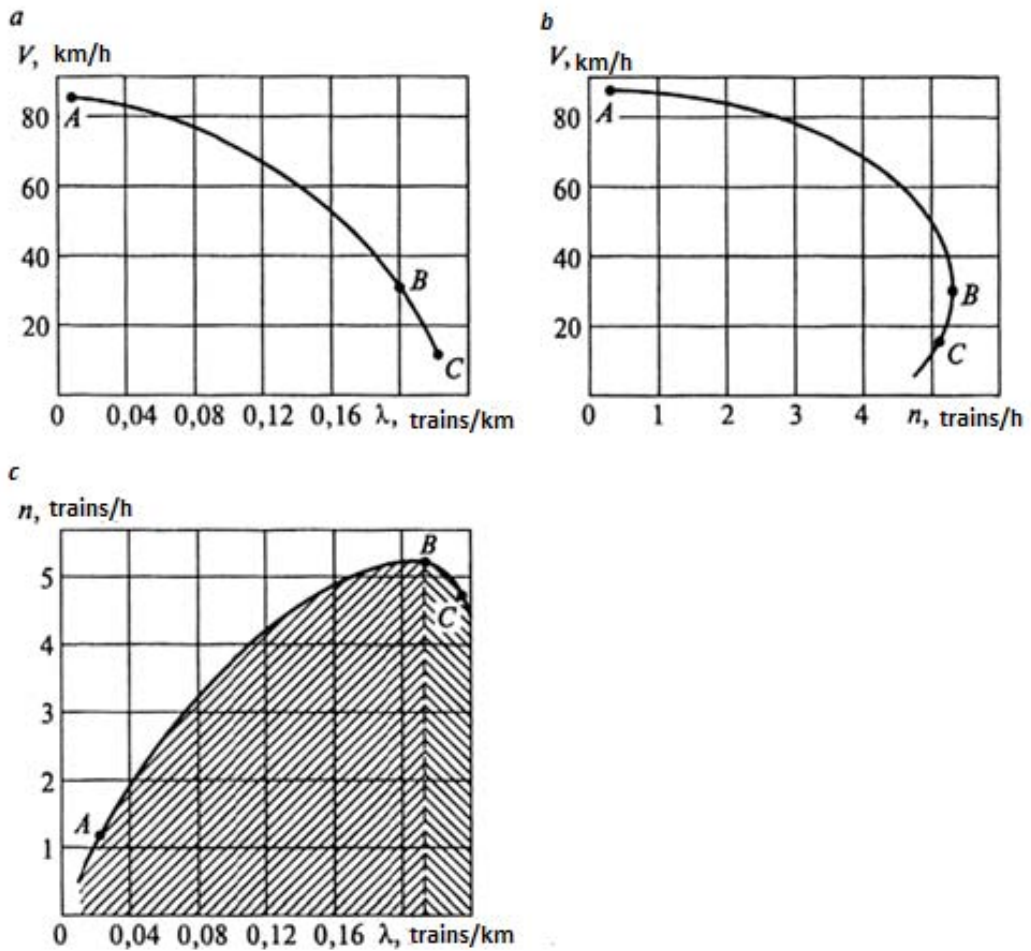 a
V, km/h
80
60
40
20
A
B
C
0 0,04 0,08 0,12 0,16 λ, trains/km
b
V, km/h
80
60
40
20
A
B
C
0 1 2 3 4 n, trains/h
c
n, trains/h
5
4
3
2
1
A
B
C
0 0,04 0,08 0,12 0,16 λ, trains/km